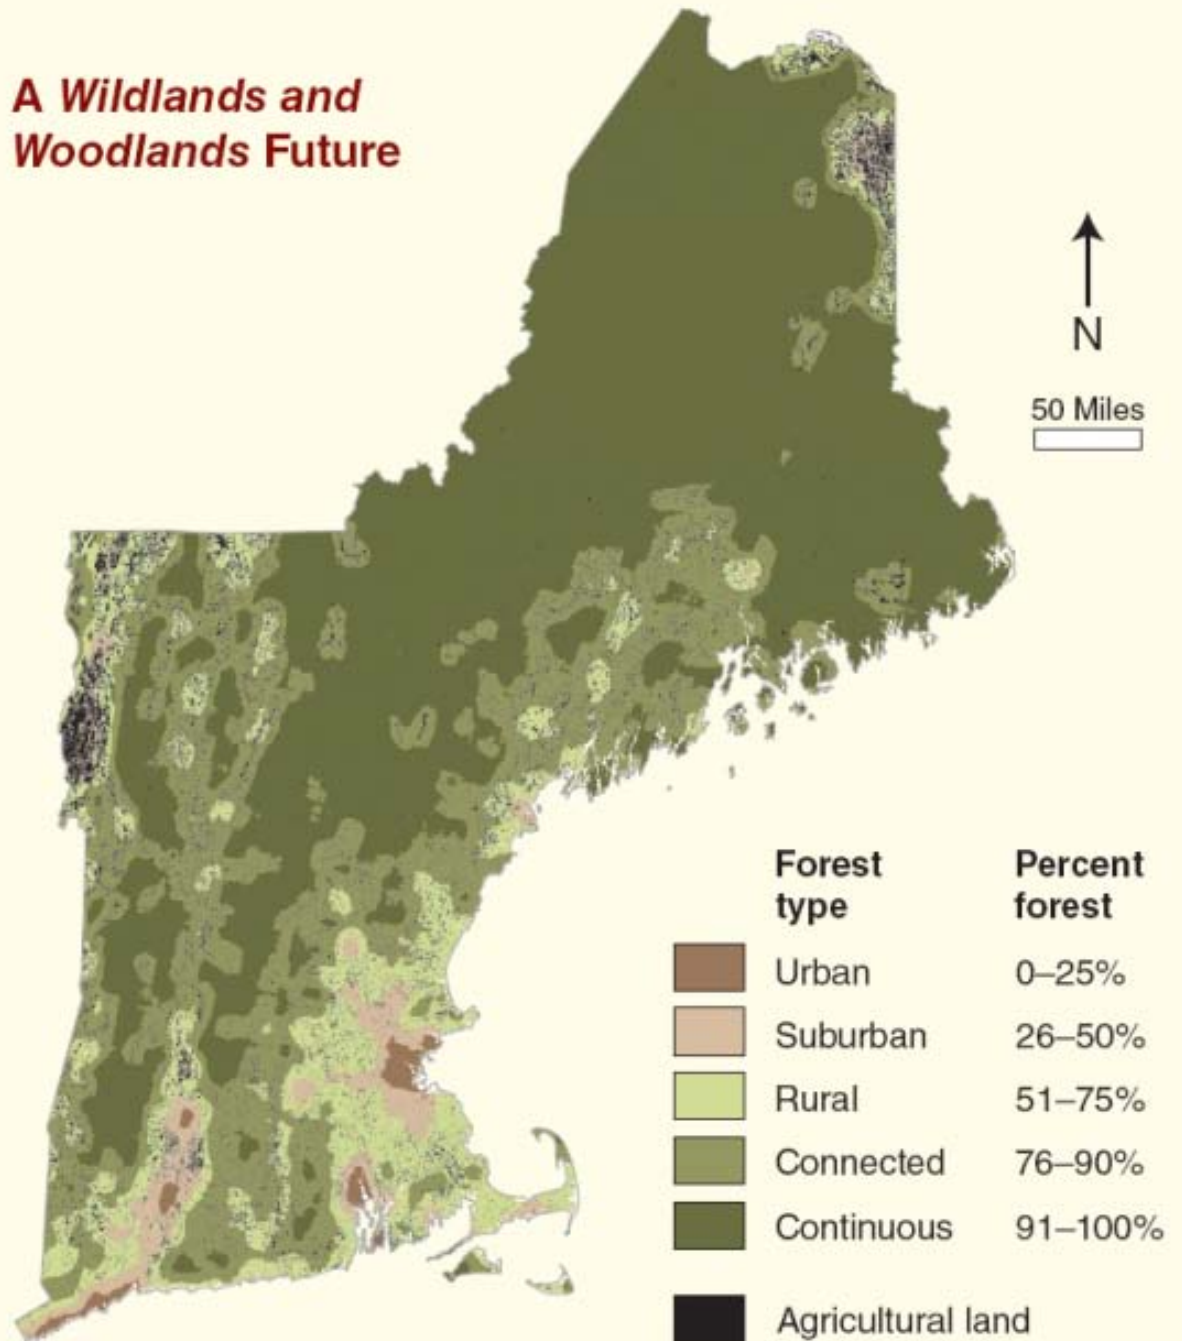 A Wildlands and
Woodlands Future
N
50 Miles
Forest type Percent forest
Urban 0–25%
Suburban 26–50%
Rural 51–75%
Connected 76–90%
Continuous 91–100%
Agricultural land